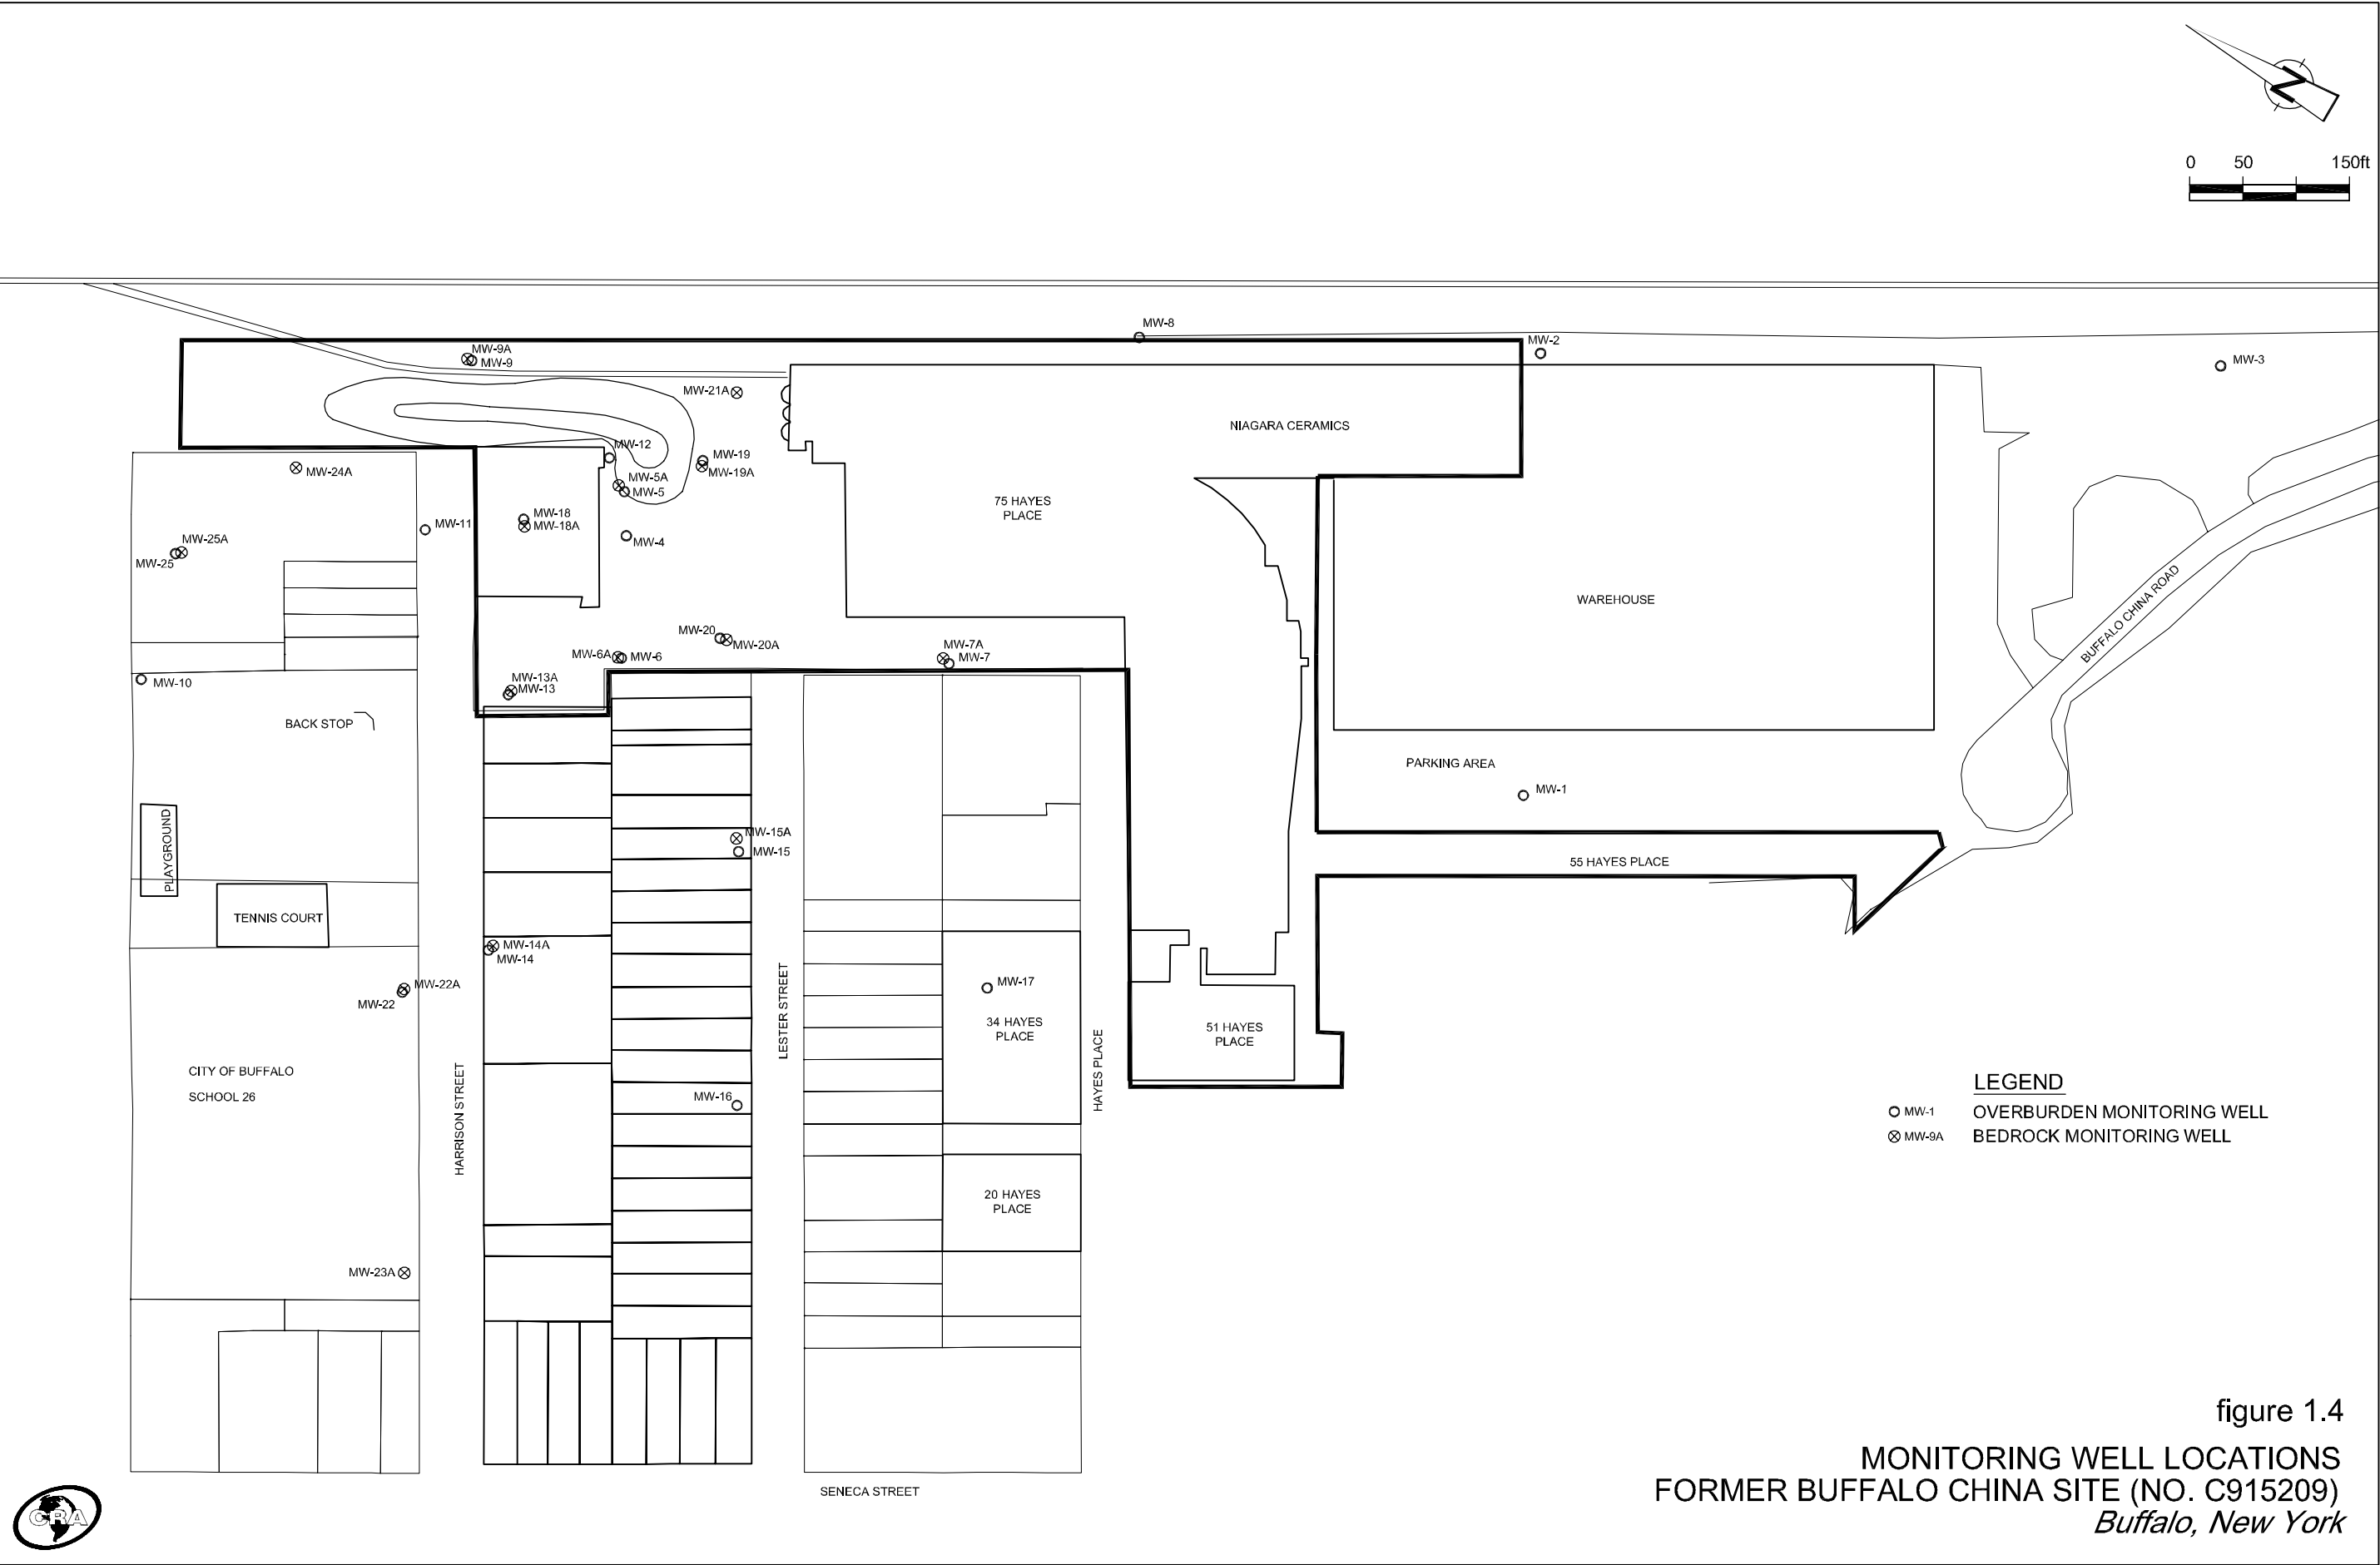 N
0 50 150ft
MW-8
MW-2
MW-9A
MW-9
MW-3
MW-21A
NIAGARA CERAMICS
MW-12
MW-19
MW-24A
MW-19A
MW-5A
MW-5
75 HAYES
PLACE
MW-18
MW-11
MW-18A
MW-25A
MW-4
MW-25
WAREHOUSE
BUFFALO CHINA ROAD
MW-20
MW-20A
MW-7A
MW-6A
MW-6
MW-7
MW-13A
MW-10
MW-13
BACK STOP
PARKING AREA
MW-1
PLAYGROUND
MW-15A
MW-15
55 HAYES PLACE
TENNIS COURT
MW-14A
MW-14
MW-22A
MW-22
MW-17
LESTER STREET
34 HAYES
PLACE
51 HAYES
PLACE
HAYES PLACE
CITY OF BUFFALO
SCHOOL 26
HARRISON STREET
MW-16
LEGEND
MW-1 OVERBURDEN MONITORING WELL
MW-9A BEDROCK MONITORING WELL
20 HAYES
PLACE
MW-23A
figure 1.4
MONITORING WELL LOCATIONS
FORMER BUFFALO CHINA SITE (NO. C915209)
Buffalo, New York
SENECA STREET
CRA